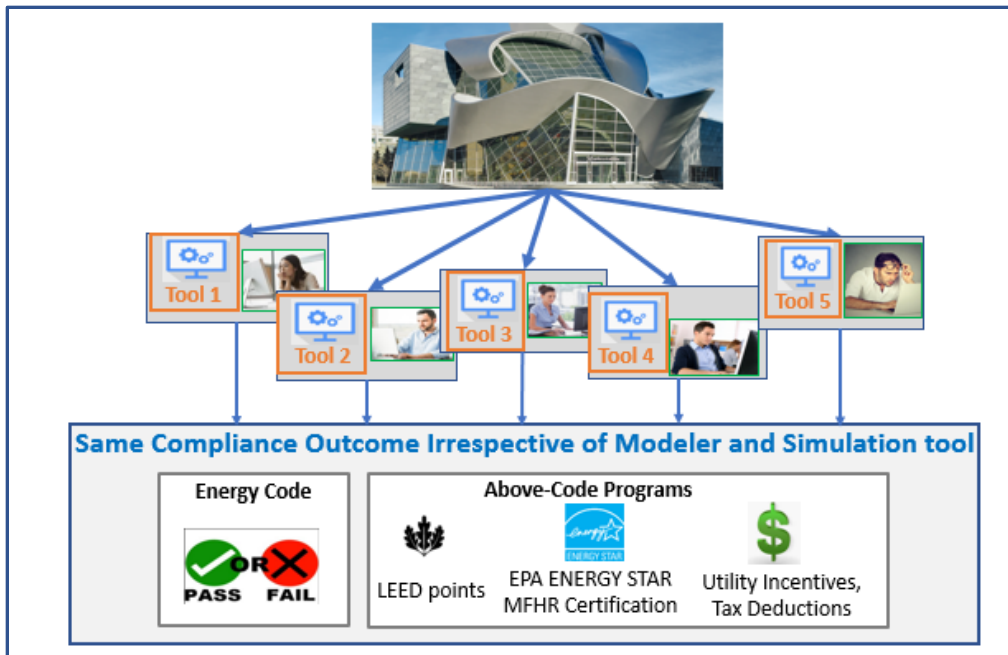 Tool 1
Tool 2
Tool 3
Tool 4
Tool 5
Same Compliance Outcome Irrespective of Modeler and Simulation tool
Energy Code
PASS OR FAIL
Above-Code Programs
LEED points
energy
ENERGY STAR
EPA ENERGY STAR
MFHR Certification
$
Utility Incentives,
Tax Deductions